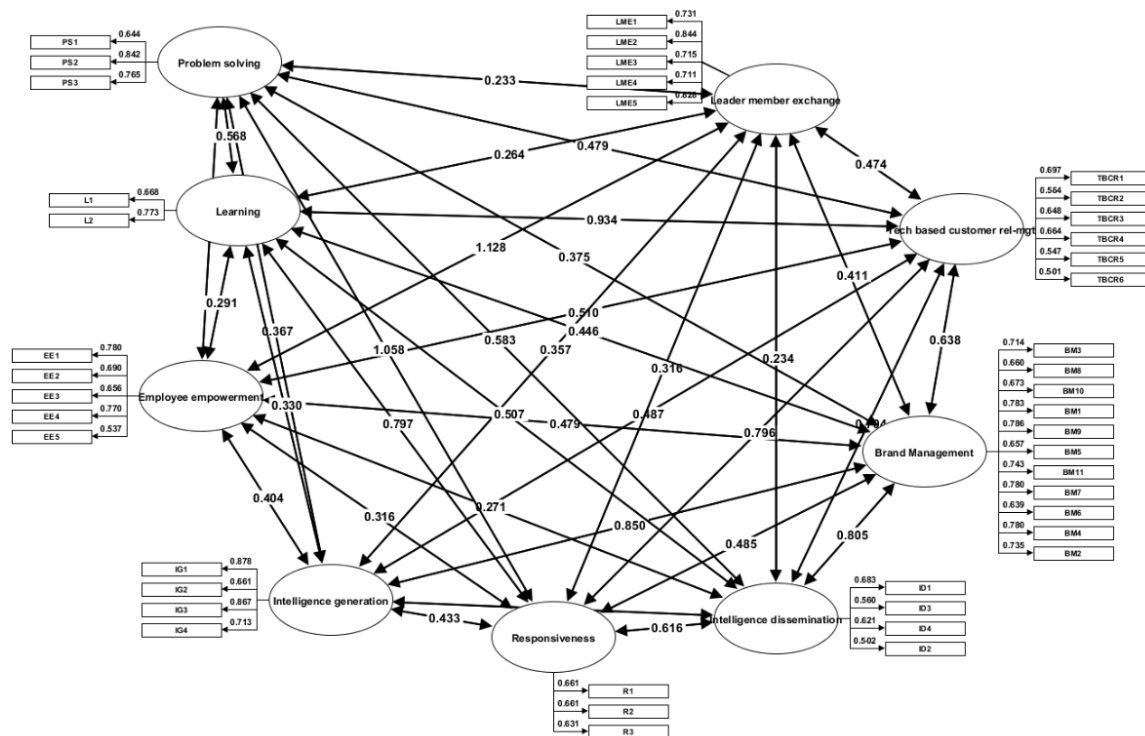 0.731
LME1
0.644
0.844
PS1
LME2
0.842
0.715
PS2
Problem solving
LME3
0.765
0.711
PS3
0.233
LME4
Leader member exchange
LME5
0.568
0.479
0.264
0.474
0.668
L1
0.773
L2
Learning
0.934
0.697
TBCR1
0.564
TBCR2
0.648
TBCR3
Tech based customer rel-mgt
0.664
TBCR4
0.547
TBCR5
0.501
TBCR6
1.128
0.375
0.411
0.291
0.510
0.367
0.446
0.638
1.058
0.583
0.357
0.234
0.316
0.780
EE1
0.690
EE2
0.656
EE3
Employee empowerment
0.770
EE4
0.537
EE5
0.714
BM3
0.660
BM8
0.673
BM10
0.783
BM1
0.786
BM9
Brand Management
0.657
BM5
0.743
BM11
0.780
BM7
0.639
BM6
0.780
BM4
0.735
BM2
0.330
0.797
0.507
0.479
0.487
0.796
0.404
0.316
0.271
0.850
0.485
0.805
0.878
IG1
0.661
IG2
0.867
IG3
Intelligence generation
0.713
IG4
0.433
Responsiveness
0.616
Intelligence dissemination
0.683
ID1
0.560
ID3
0.621
ID4
0.502
ID2
0.661
R1
0.661
R2
0.631
R3